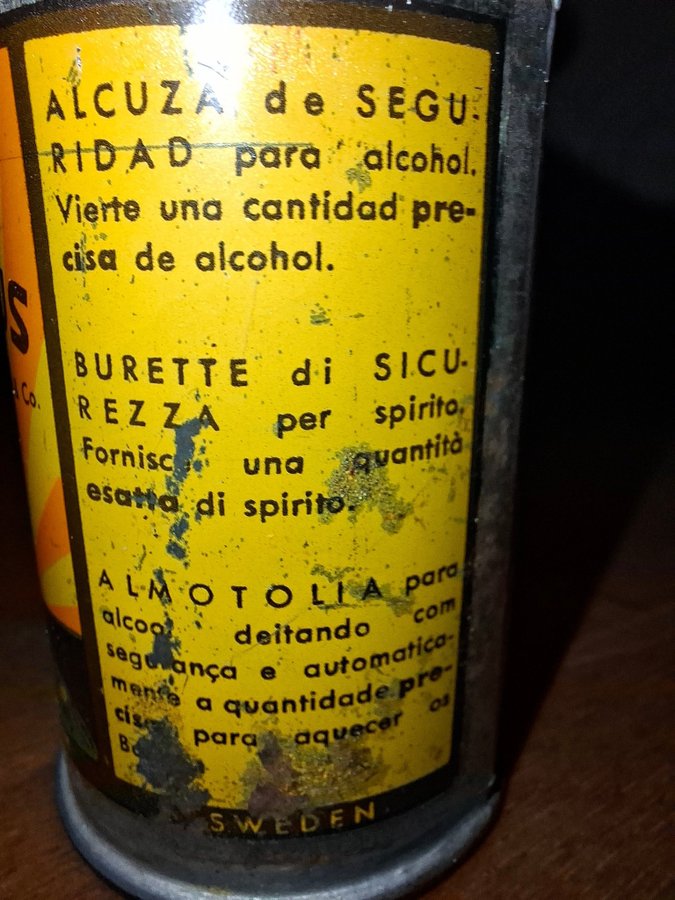 ALCUZA de SEGU-
RIDAD para alcohol.
Vierte una cantidad pre-
cisa de alcohol.
BURETTE di SICU-
REZZA per spirito.
Fornisce una quantità
esatta di spirito.
ALMOTOLIA para
alcool deitando com
segurança e automatica-
mente a quantidade pre-
cisa para aquecer os
SWEDEN
Co.